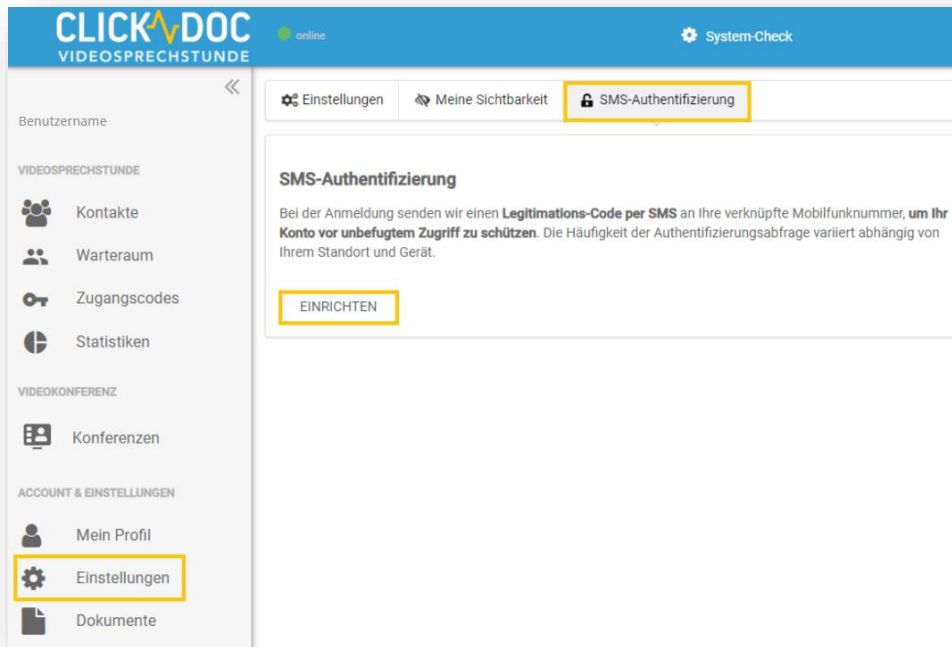 CLICK DOC
VIDEOSPRECHSTUNDE
online
System-Check
Benutzername
VIDEOSPRECHSTUNDE
Kontakte
Warteraum
Zugangscodes
Statistiken
VIDEOKONFERENZ
Konferenzen
ACCOUNT & EINSTELLUNGEN
Mein Profil
Einstellungen
Dokumente
Einstellungen
Meine Sichtbarkeit
SMS-Authentifizierung
SMS-Authentifizierung
Bei der Anmeldung senden wir einen Legitimations-Code per SMS an Ihre verknüpfte Mobilfunknummer, um Ihr
Konto vor unbefugtem Zugriff zu schützen. Die Häufigkeit der Authentifizierungsabfrage variiert abhängig von
Ihrem Standort und Gerät.
EINRICHTEN